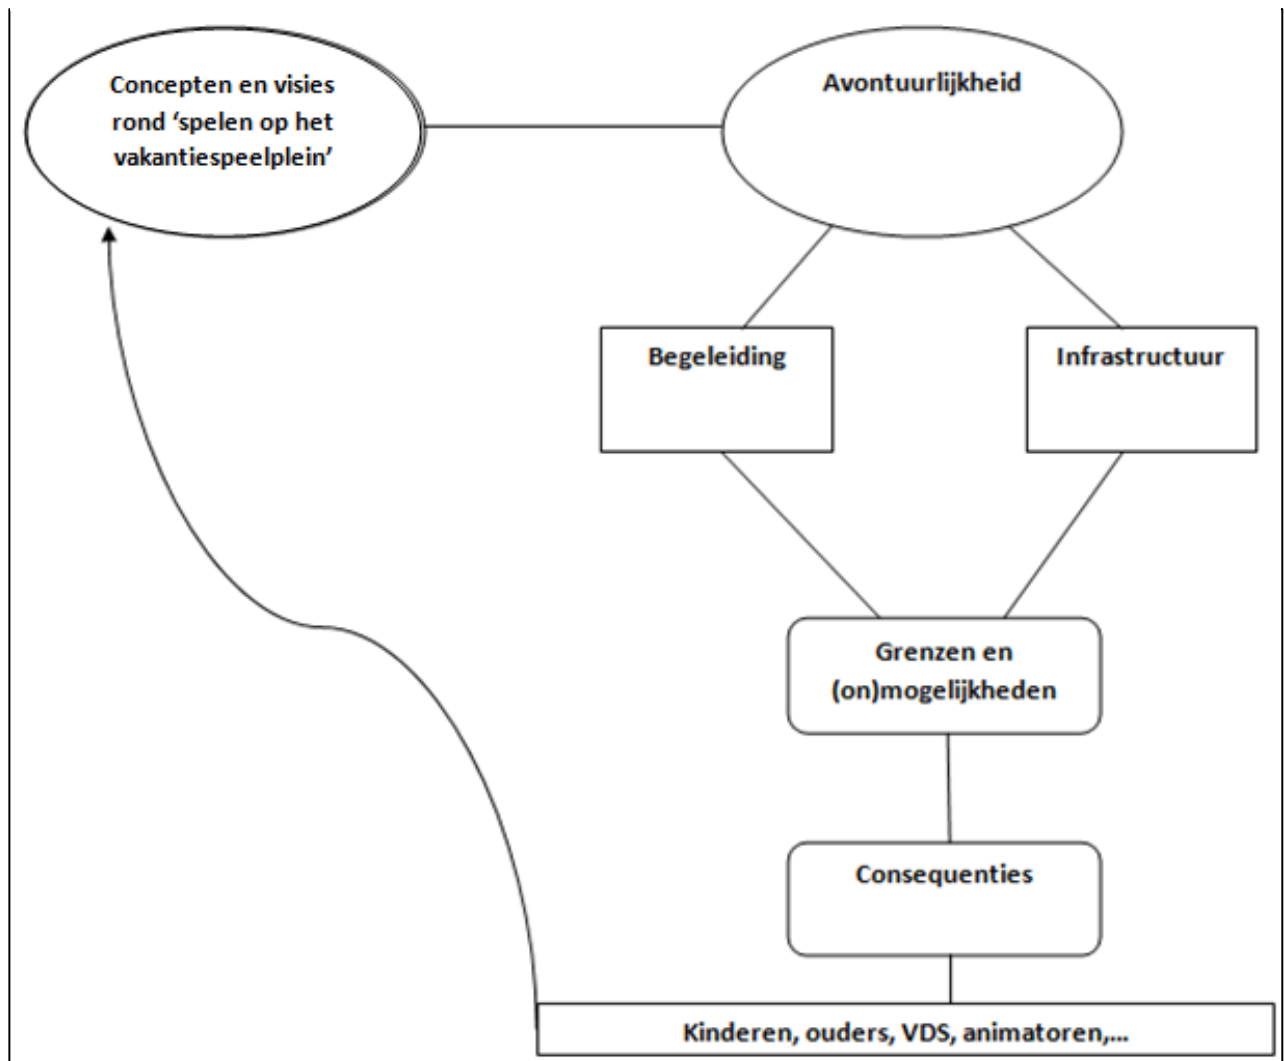 Concepten en visies
rond ‘spelen op het
vakantiespeelplein’
Avontuurlijkheid
Begeleiding
Infrastructuur
Grenzen en
(on)mogelijkheden
Consequenties
Kinderen, ouders, VDS, animatoren,...